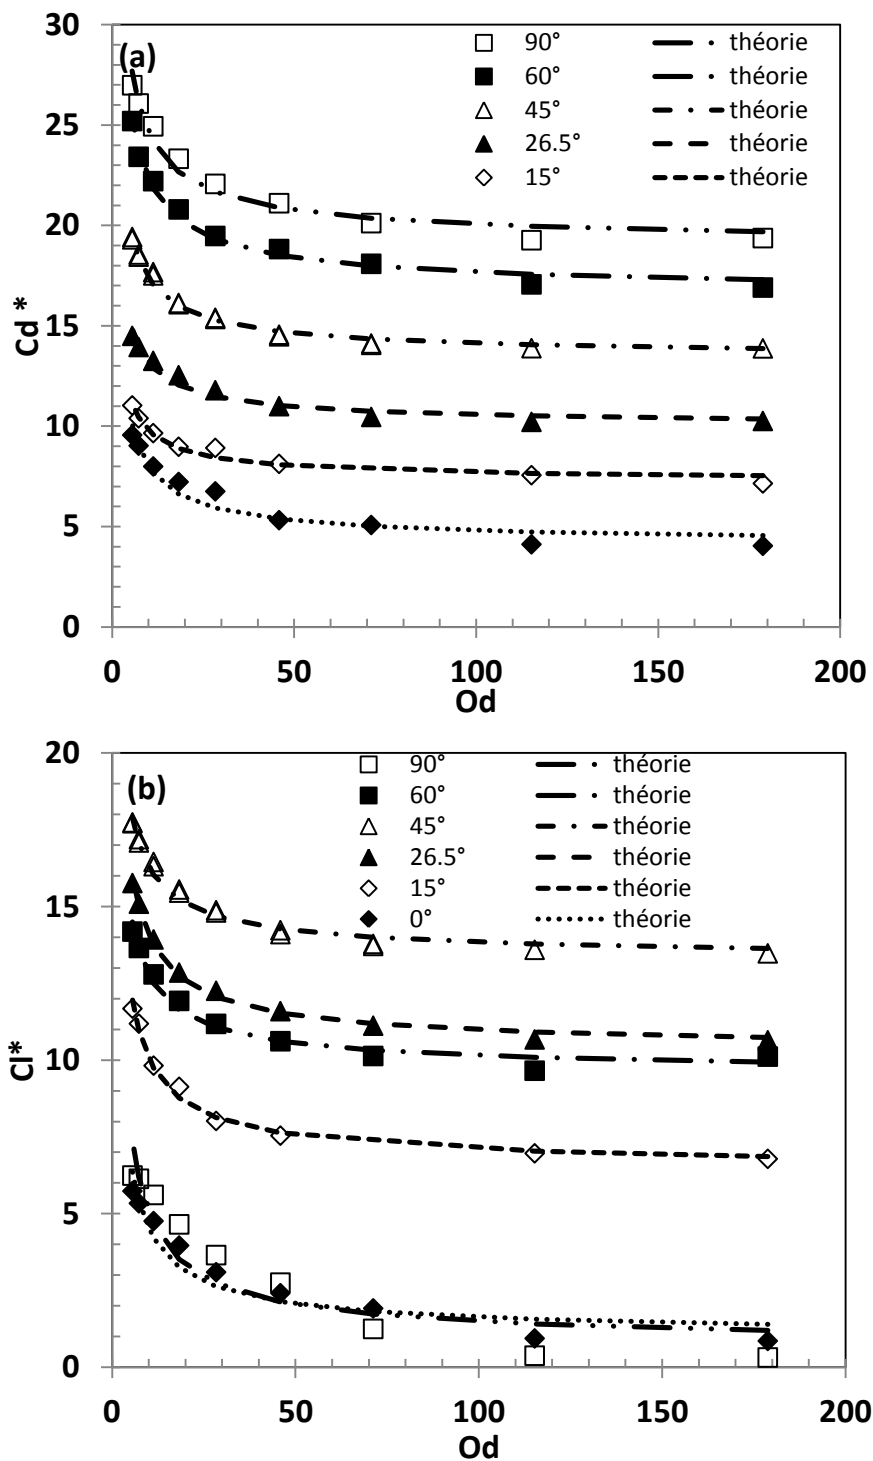 30
(a)
90° théorie
25
60° théorie
45° théorie
26.5° théorie
20
15° théorie
15
Cd *
10
5
0
0 50 100 150 200
Od
20
(b)
90° théorie
60° théorie
45° théorie
26.5° théorie
15
15° théorie
0° théorie
10
Cl*
5
0
0 50 100 150 200
Od